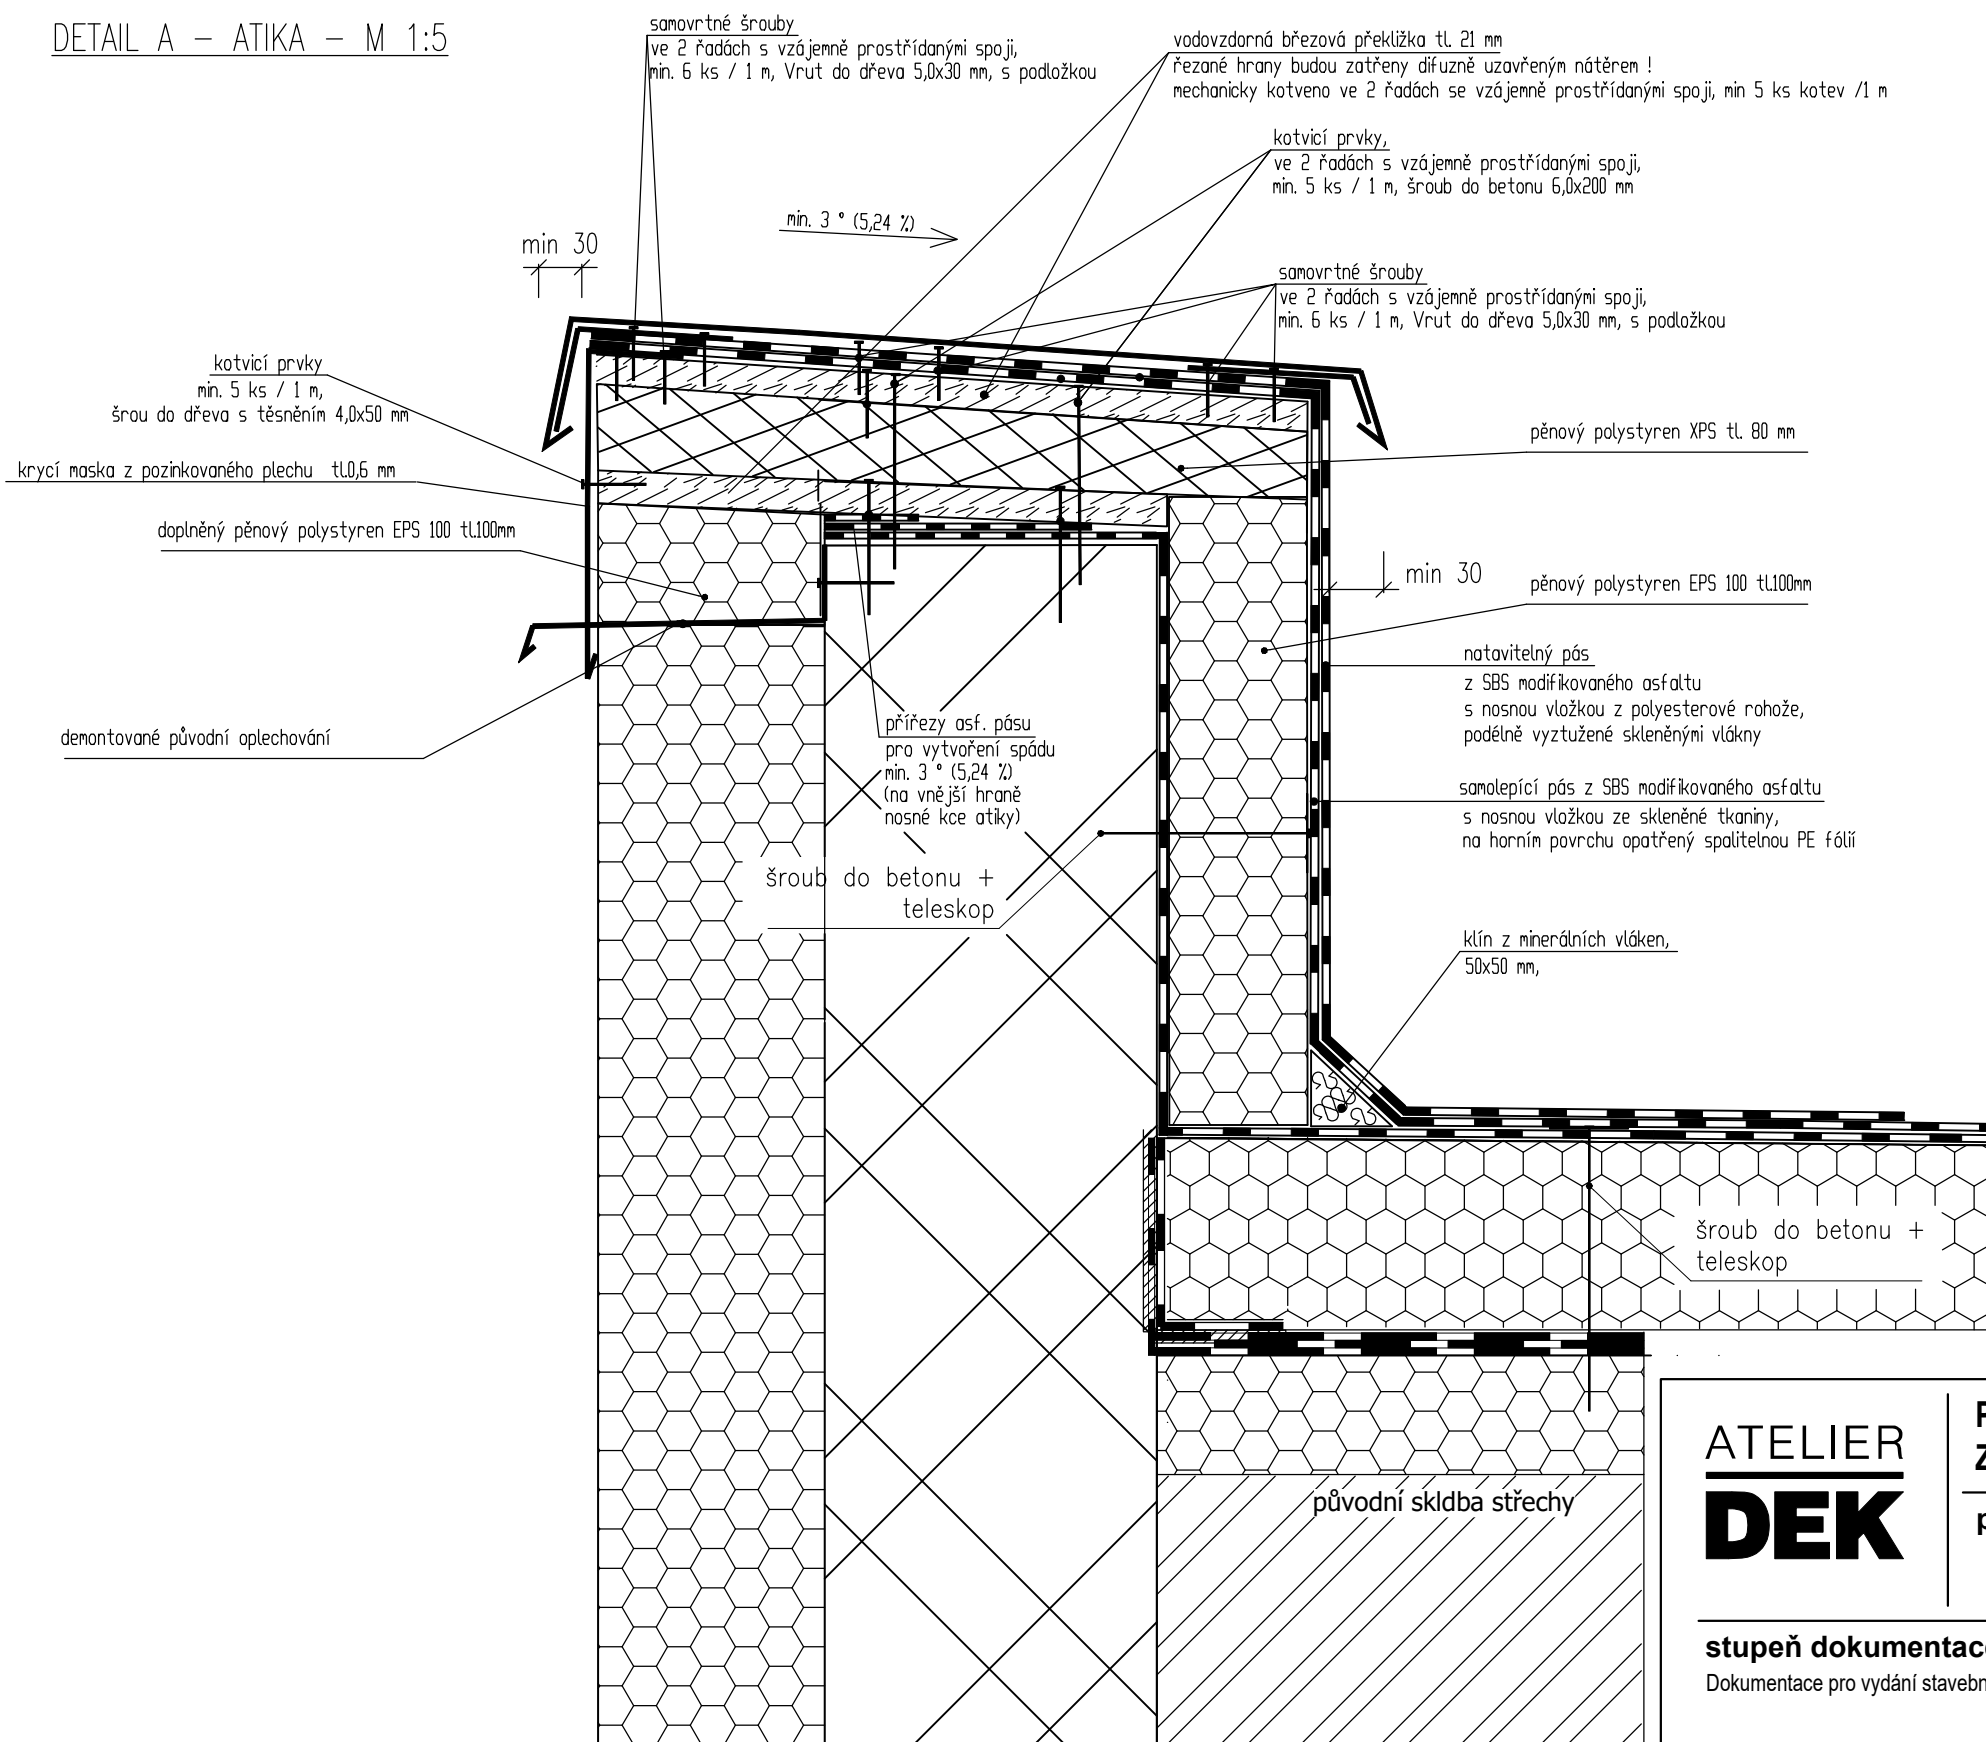 DETAIL A – ATIKA – M 1:5
samovrtné šrouby
ve 2 řadách s vzájemně prostřídanými spoji,
min. 6 ks / 1 m, Vrut do dřeva 5,0x30 mm, s podložkou
vodovzdorná březová překližka tl. 21 mm
řezané hrany budou zatřeny difuzně uzavřeným nátěrem !
mechanicky kotveno ve 2 řadách se vzájemně prostřídanými spoji, min 5 ks kotev /1 m
kotvicí prvky,
ve 2 řadách s vzájemně prostřídanými spoji,
min. 5 ks / 1 m, šroub do betonu 6,0x200 mm
min. 3 ° (5,24 %)
min 30
samovrtné šrouby
ve 2 řadách s vzájemně prostřídanými spoji,
min. 6 ks / 1 m, Vrut do dřeva 5,0x30 mm, s podložkou
kotvicí prvky
min. 5 ks / 1 m,
šrou do dřeva s těsněním 4,0x50 mm
krycí maska z pozinkovaného plechu tl.0,6 mm
doplněný pěnový polystyren EPS 100 tl.100mm
demontované původní oplechování
pěnový polystyren XPS tl. 80 mm
min 30
pěnový polystyren EPS 100 tl.100mm
natavitelný pás
z SBS modifikovaného asfaltu
s nosnou vložkou z polyesterové rohože,
podélně vyztužené skleněnými vlákny
přířezy asf. pásu
pro vytvoření spádu
min. 3 ° (5,24 %)
(na vnější hraně
nosné kce atiky)
samolepící pás z SBS modifikovaného asfaltu
s nosnou vložkou ze skleněné tkaniny,
na horním povrchu opatřený spalitelnou PE fólií
šroub do betonu +
teleskop
klín z minerálních vláken,
50x50 mm,
šroub do betonu +
teleskop
původní skldba střechy
ATELIER
DEK
stupeň dokumentace
Dokumentace pro vydání stavebn